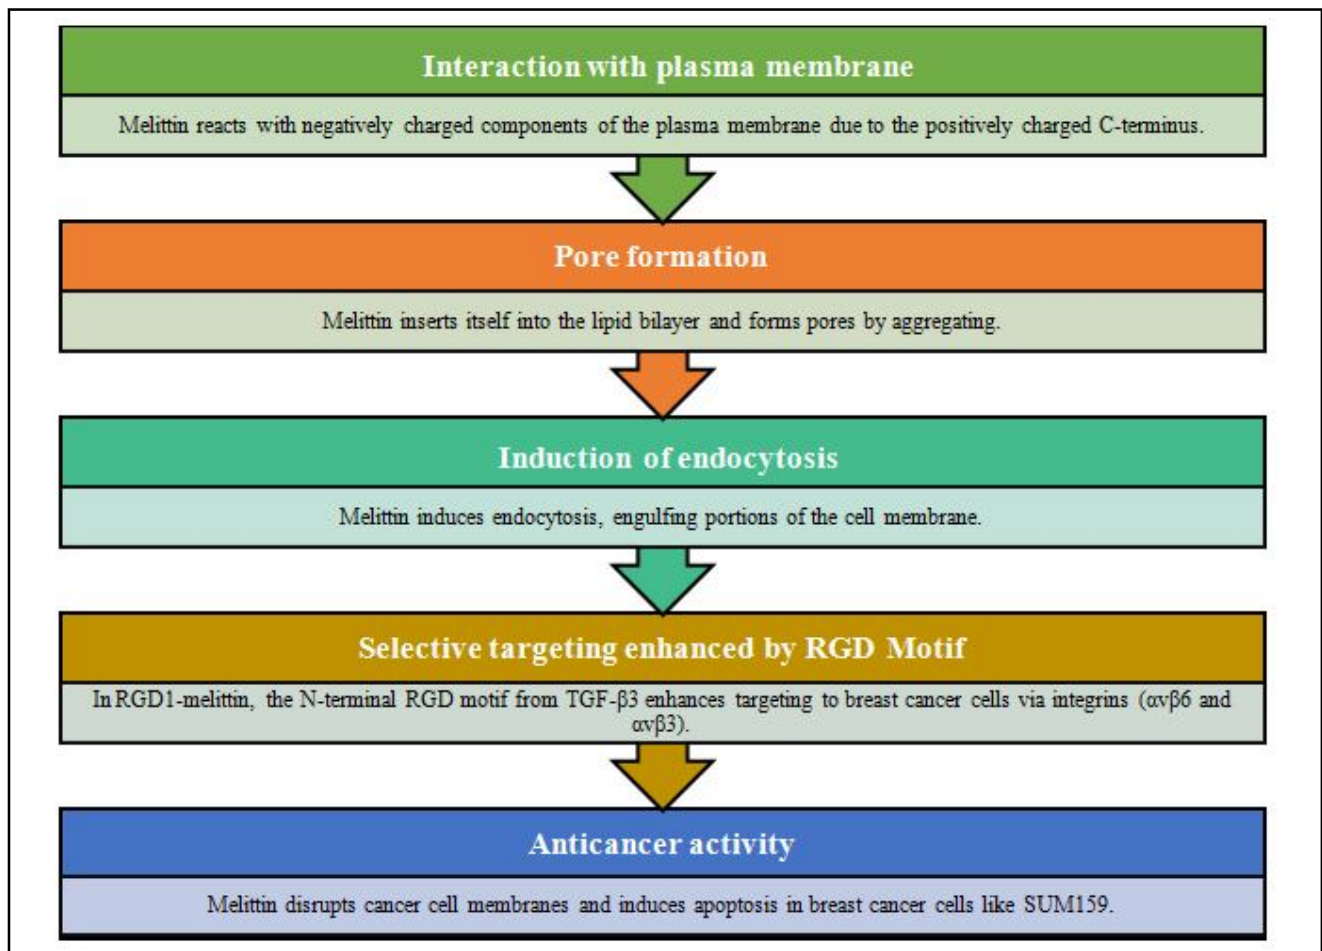 Interaction with plasma membrane
Melittin reacts with negatively charged components of the plasma membrane due to the positively charged C-terminus.
Pore formation
Melittin inserts itself into the lipid bilayer and forms pores by aggregating.
Induction of endocytosis
Melittin induces endocytosis, engulfing portions of the cell membrane.
Selective targeting enhanced by RGD Motif
In RGD1-melittin, the N-terminal RGD motif from TGF-β3 enhances targeting to breast cancer cells via integrins (αvβ6 and
αvβ3).
Anticancer activity
Melittin disrupts cancer cell membranes and induces apoptosis in breast cancer cells like SUM159.